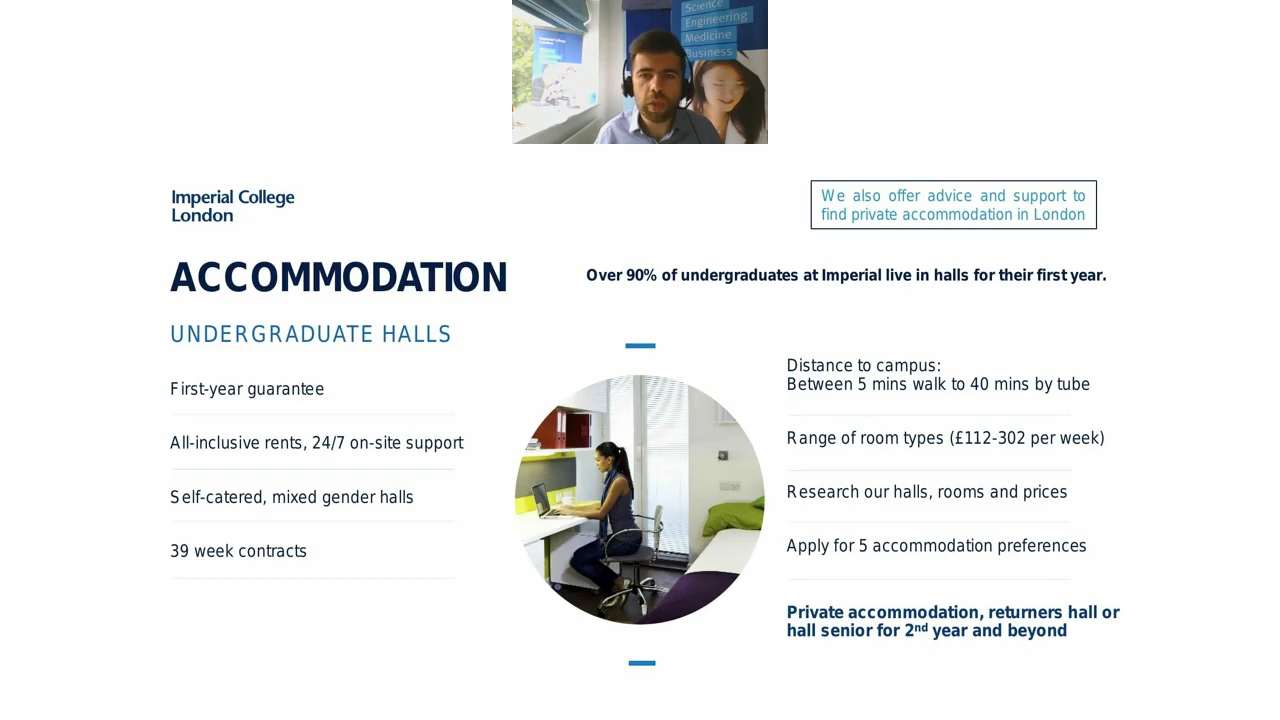 Science
Engineering
Medicine
Business
Imperial College
London
We also offer advice and support to
find private accommodation in London
ACCOMMODATION
Over 90% of undergraduates at Imperial live in halls for their first year.
UNDERGRADUATE HALLS
First-year guarantee
All-inclusive rents, 24/7 on-site support
Self-catered, mixed gender halls
39 week contracts
Distance to campus:
Between 5 mins walk to 40 mins by tube
Range of room types (£112-302 per week)
Research our halls, rooms and prices
Apply for 5 accommodation preferences
Private accommodation, returners hall or
hall senior for 2nd year and beyond